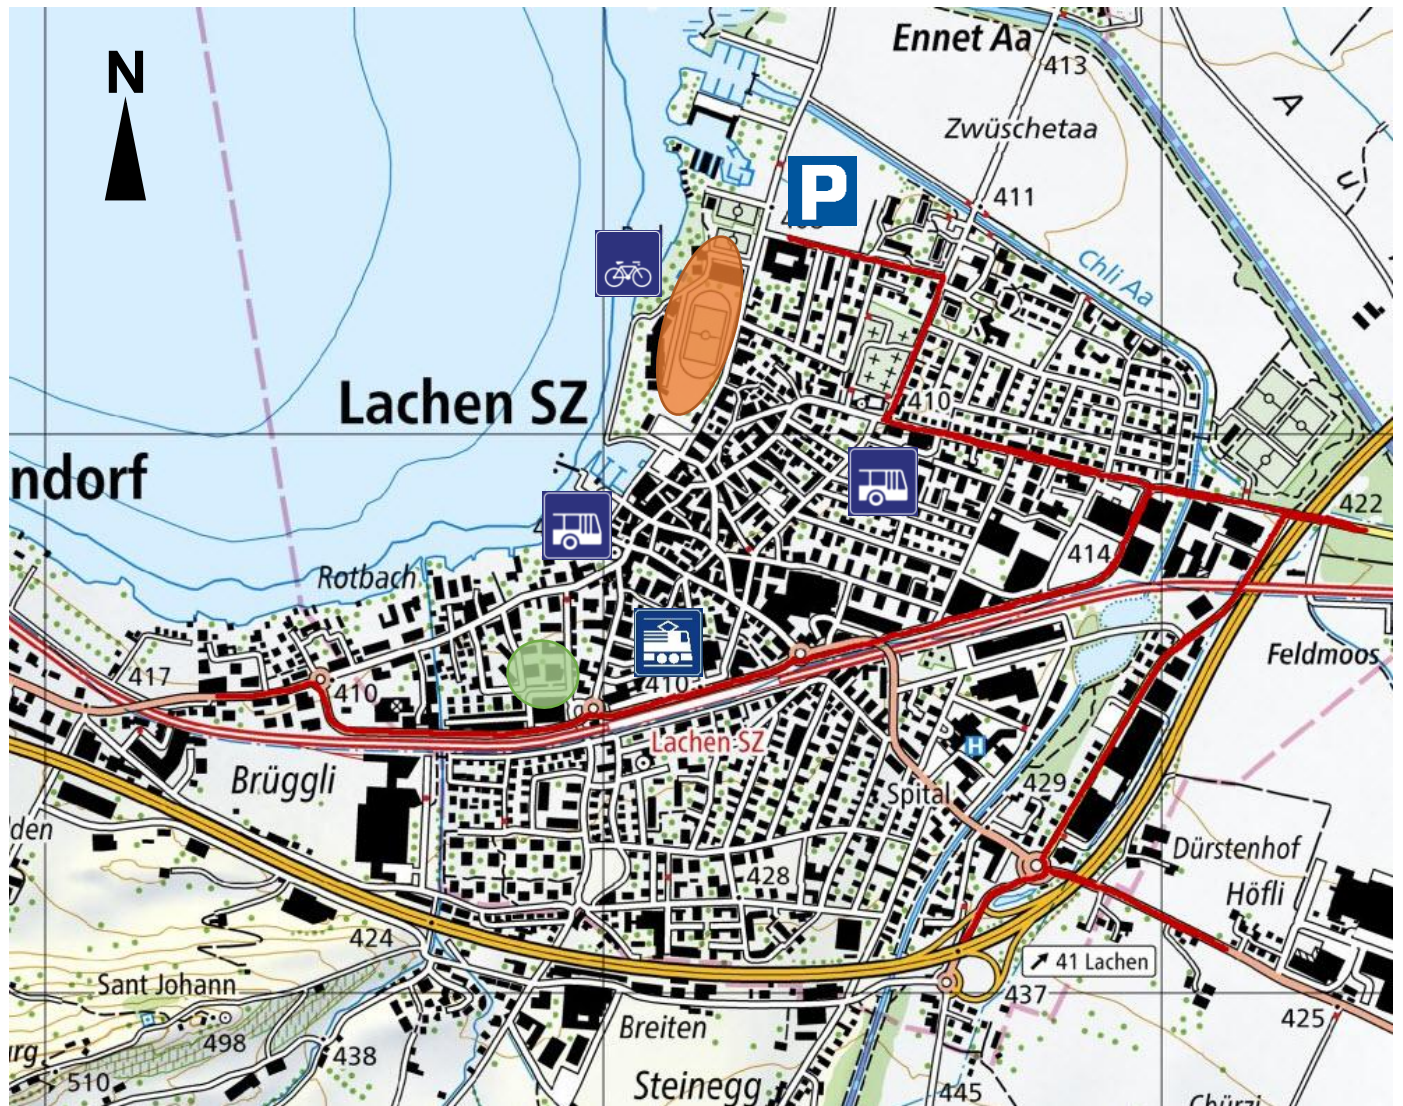 N
Ennet Aa
413
Zwüschetaa
A
u
P
411
Chli Aa
Lachen SZ
410
ndorf
422
414
Rotbach
Feldmoos
417
410
410
Lachen SZ
H
Brüggli
429
Spital
den
Dürstenhof
428
Höfli
424
41 Lachen
Sant Johann
437
425
498
Breiten
438
510
Steinegg
445